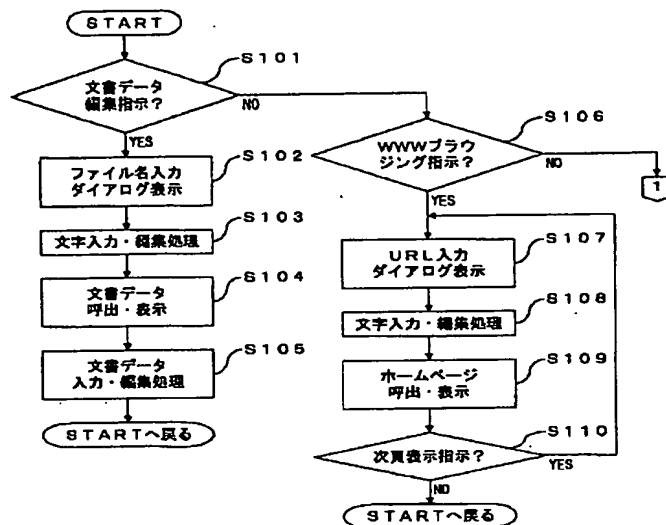 START
S101
文書データ
編集指示？
NO
YES
S102
ファイル名入力
ダイアログ表示
S103
文字入力・編集処理
S104
文書データ
呼出・表示
S105
文書データ
入力・編集処理
STARTへ戻る
S106
WWWブラウ
ジング指示？
NO
1
YES
S107
URL入力
ダイアログ表示
S108
文字入力・編集処理
S109
ホームページ
呼出・表示
S110
次頁表示指示？
YES
NO
STARTへ戻る